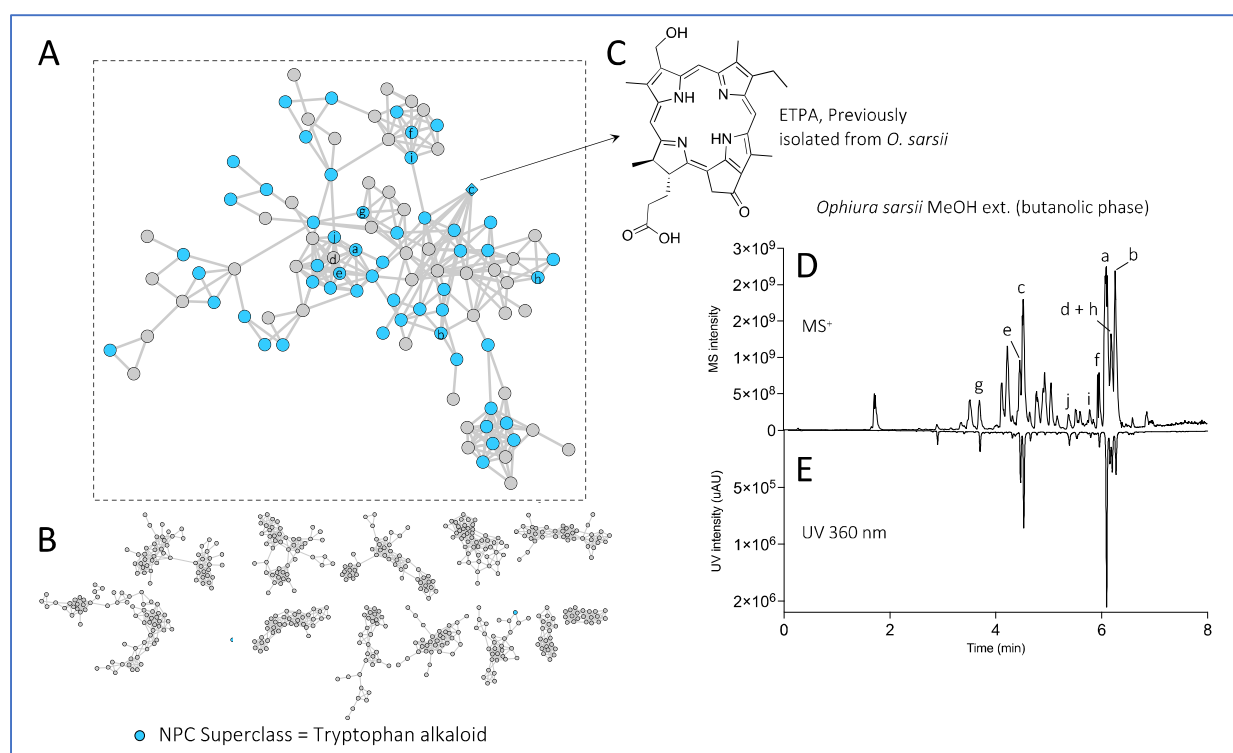 A
C
OH
NH
N
N
HN
O
O
OH
ETPA, Previously
isolated from O. sarsii
f
i
c
g
j
a
d
e
h
b
Ophiura sarsii MeOH ext. (butanolic phase)
D
MS⁺
MS intensity
3×10⁹
2×10⁹
2×10⁹
1×10⁹
5×10⁸
0
g
e
c
j
i
f
d + h
a
b
E
UV 360 nm
UV intensity (uAU)
5×10⁵
1×10⁶
2×10⁶
0
2
4
6
8
Time (min)
B
NPC Superclass = Tryptophan alkaloid